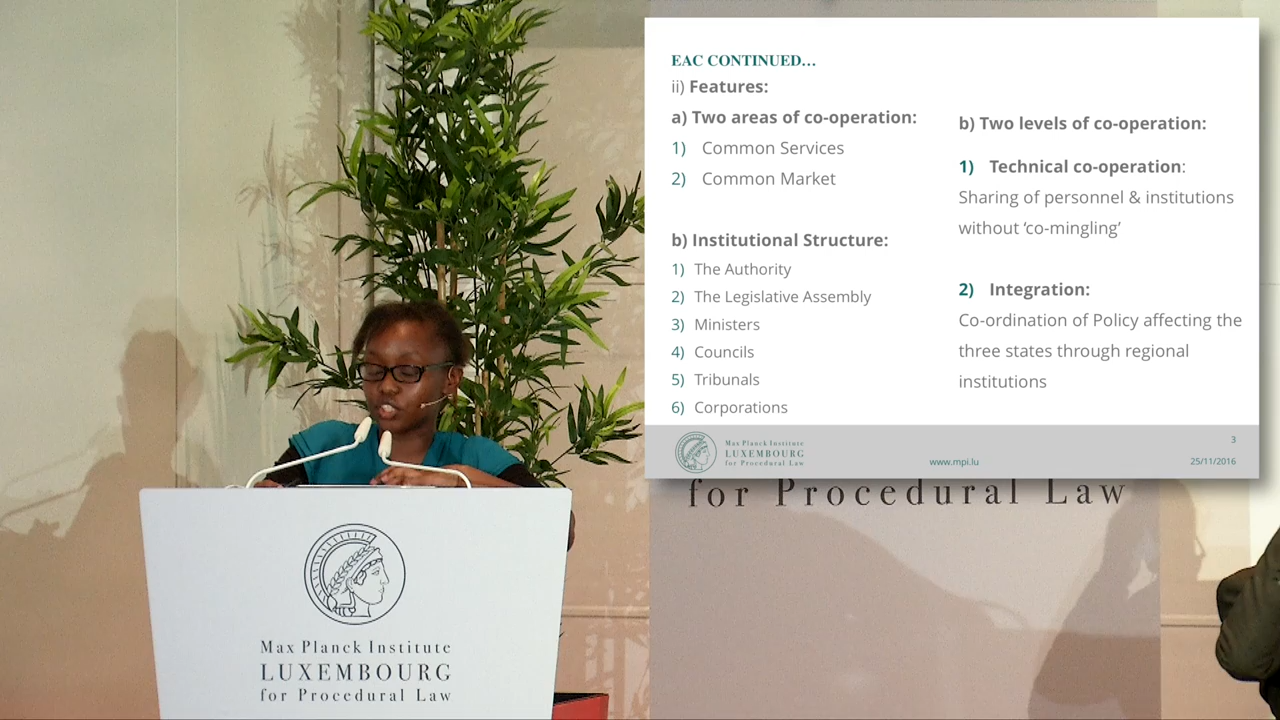 EAC CONTINUED…
ii) Features:
a) Two areas of co-operation:
1) Common Services
2) Common Market
b) Institutional Structure:
1) The Authority
2) The Legislative Assembly
3) Ministers
4) Councils
5) Tribunals
6) Corporations
b) Two levels of co-operation:
1) Technical co-operation:
Sharing of personnel & institutions
without ‘co-mingling’
2) Integration:
Co-ordination of Policy affecting the
three states through regional
institutions
Max Planck Institute
LUXEMBOURG
for Procedural Law
www.mpi.lu
3
25/11/2016
for Procedural Law
Max Planck Institute
LUXEMBOURG
for Procedural Law